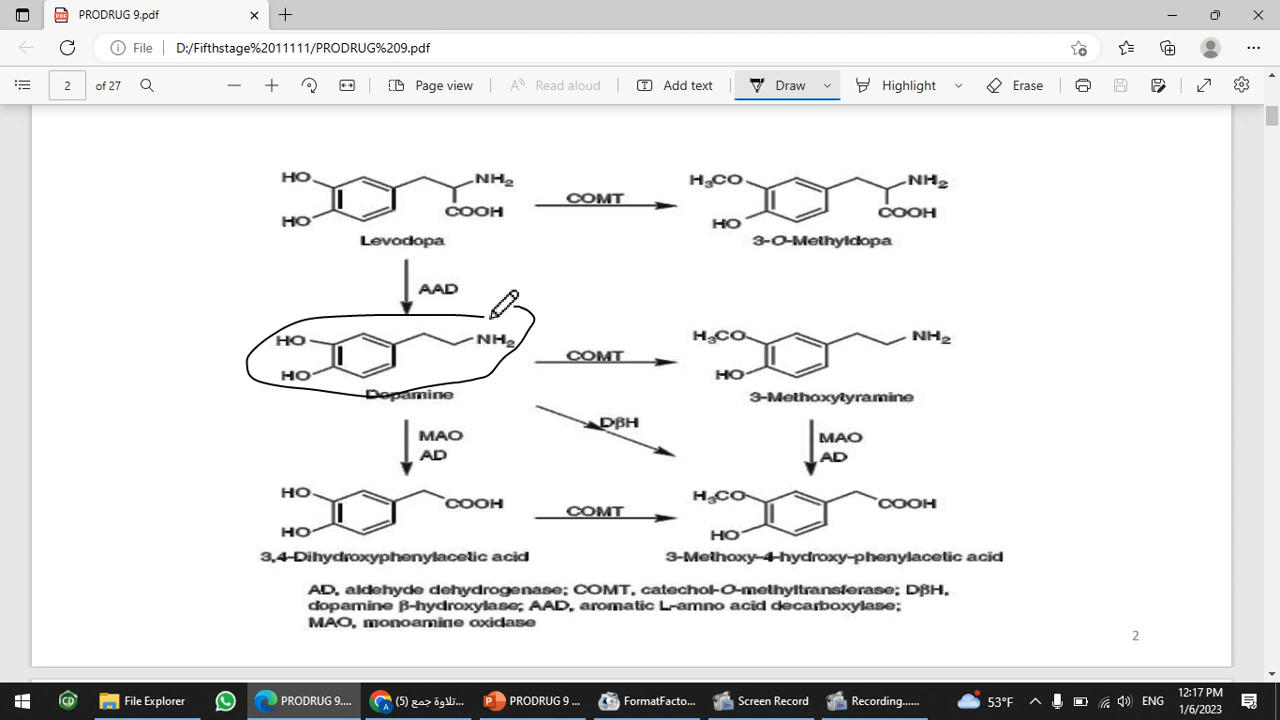 PRODRUG 9.pdf
File D:/Fifthstage%2011111/PRODRUG%209.pdf
2 of 27 Page view Read aloud Add text Draw Highlight Erase
HO NH2 COMT H3CO NH2
HO COOH HO COOH
Levodopa 3-O-Methyldopa
AAD
HO NH2 COMT H3CO NH2
HO HO
Dopamine 3-Methoxytyramine
DβH
MAO MAO
AD AD
HO COOH COMT H3CO COOH
HO HO
3,4-Dihydroxyphenylacetic acid 3-Methoxy-4-hydroxy-phenylacetic acid
AD, aldehyde dehydrogenase; COMT, catechol-O-methyltransferase; DβH,
dopamine β-hydroxylase; AAD, aromatic L-amno acid decarboxylase;
MAO, monoamine oxidase
2
File Explorer PRODRUG 9.... تلاوة جمع (5)... PRODRUG 9 ... FormatFacto... Screen Record Recording...... 53°F ENG 12:17 PM
1/6/2023